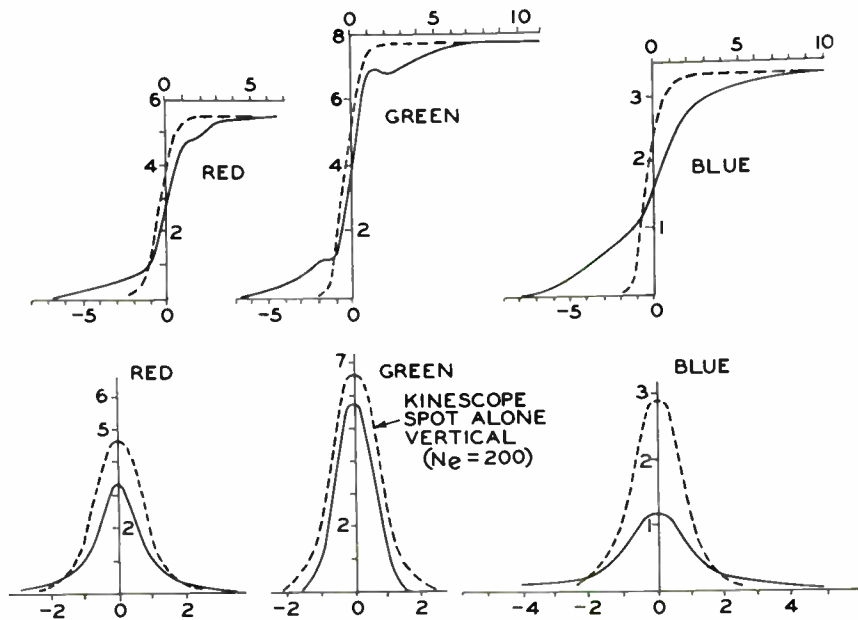 0 5
0 5 10
0 5 10
6
4
2
RED
-5 0
8
6
4
2
GREEN
-5 0
3
2
1
BLUE
-5 0
RED
6
5
2
-2 0 2
7
2
GREEN
KINESCOPE
SPOT ALONE
VERTICAL
(Ne = 200)
-2 0 2
BLUE
3
2
1
-4 -2 0 2 4